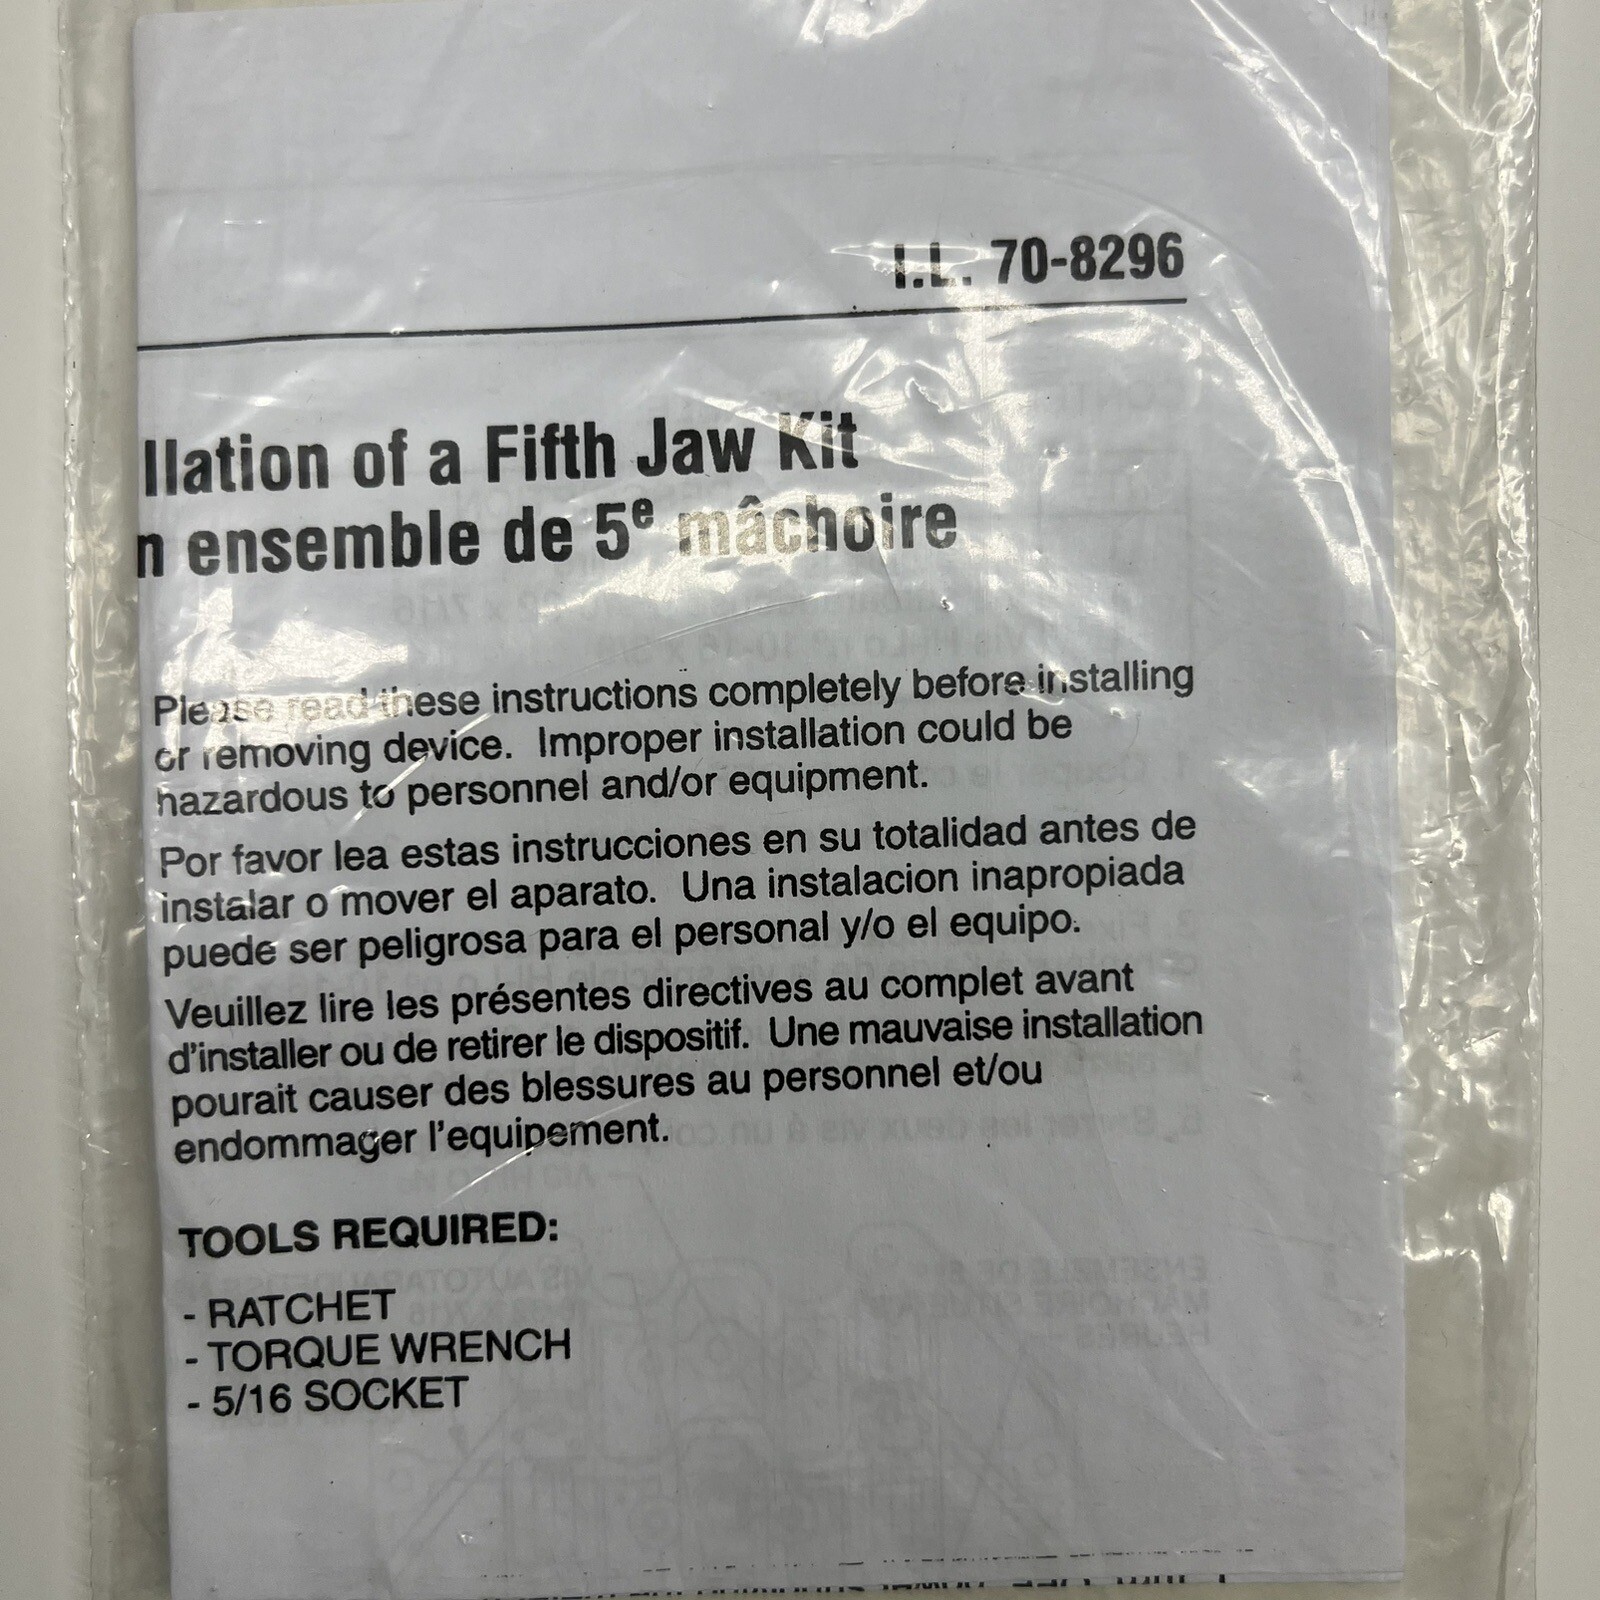 I.L. 70-8296
llation of a Fifth Jaw Kit
n ensemble de 5e mâchoire
Please read these instructions completely before installing
or removing device. Improper installation could be
hazardous to personnel and/or equipment.
Por favor lea estas instrucciones en su totalidad antes de
instalar o mover el aparato. Una instalacion inapropiada
puede ser peligrosa para el personal y/o el equipo.
Veuillez lire les présentes directives au complet avant
d'installer ou de retirer le dispositif. Une mauvaise installation
pourait causer des blessures au personnel et/ou
endommager l'equipement.
TOOLS REQUIRED:
- RATCHET
- TORQUE WRENCH
- 5/16 SOCKET